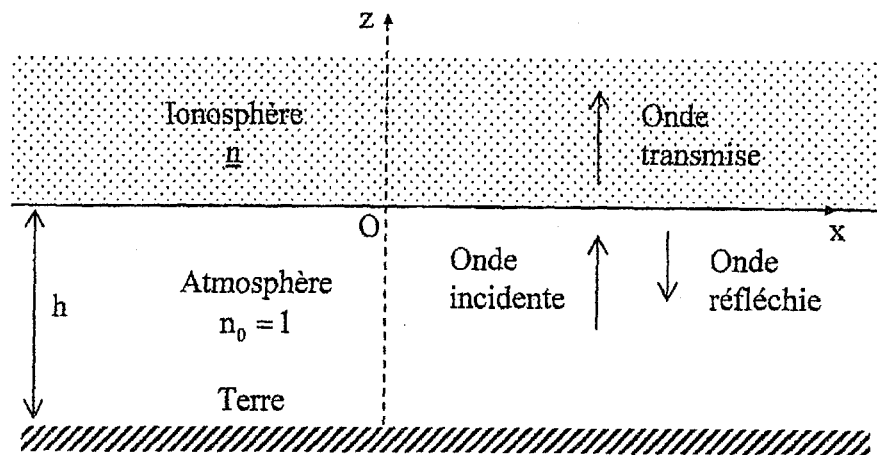 z
Ionosphère
n
Onde
transmise
O
x
Onde
incidente
Onde
réfléchie
Atmosphère
n₀ = 1
h
Terre